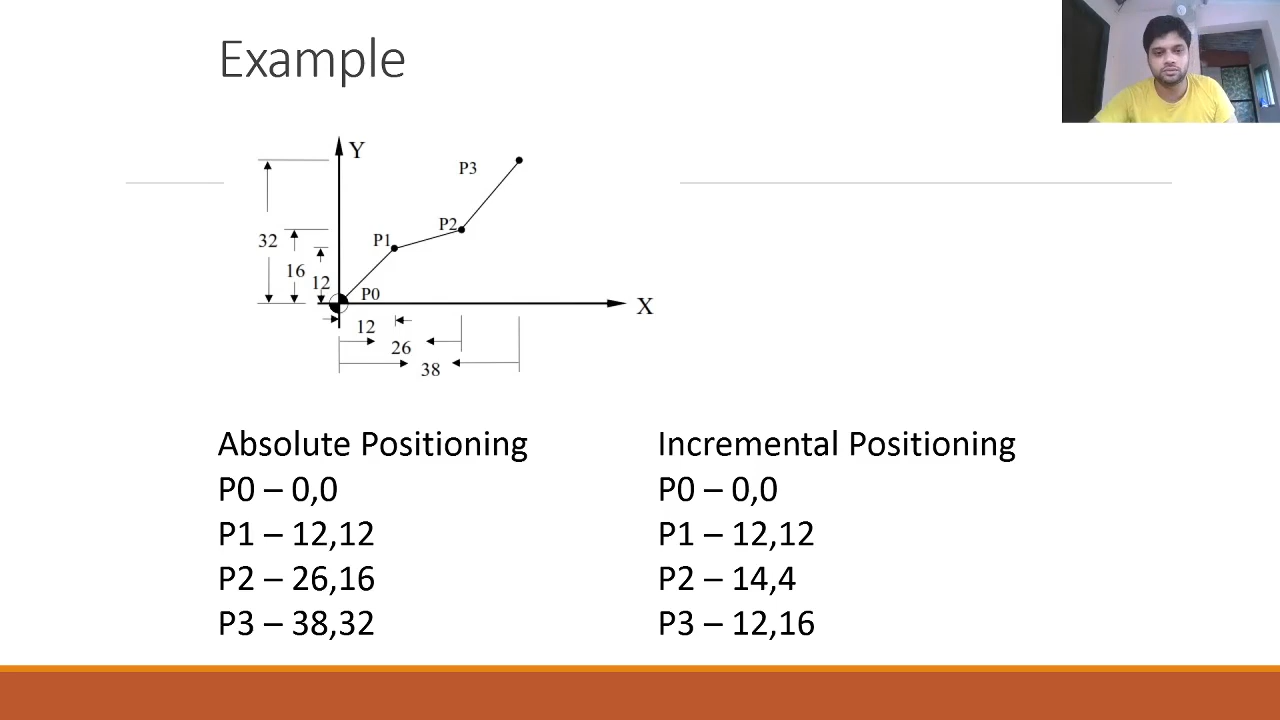 Example
Y
P3
P2
P1
32
16
12
P0
X
12
26
38
Absolute Positioning
P0 – 0,0
P1 – 12,12
P2 – 26,16
P3 – 38,32
Incremental Positioning
P0 – 0,0
P1 – 12,12
P2 – 14,4
P3 – 12,16